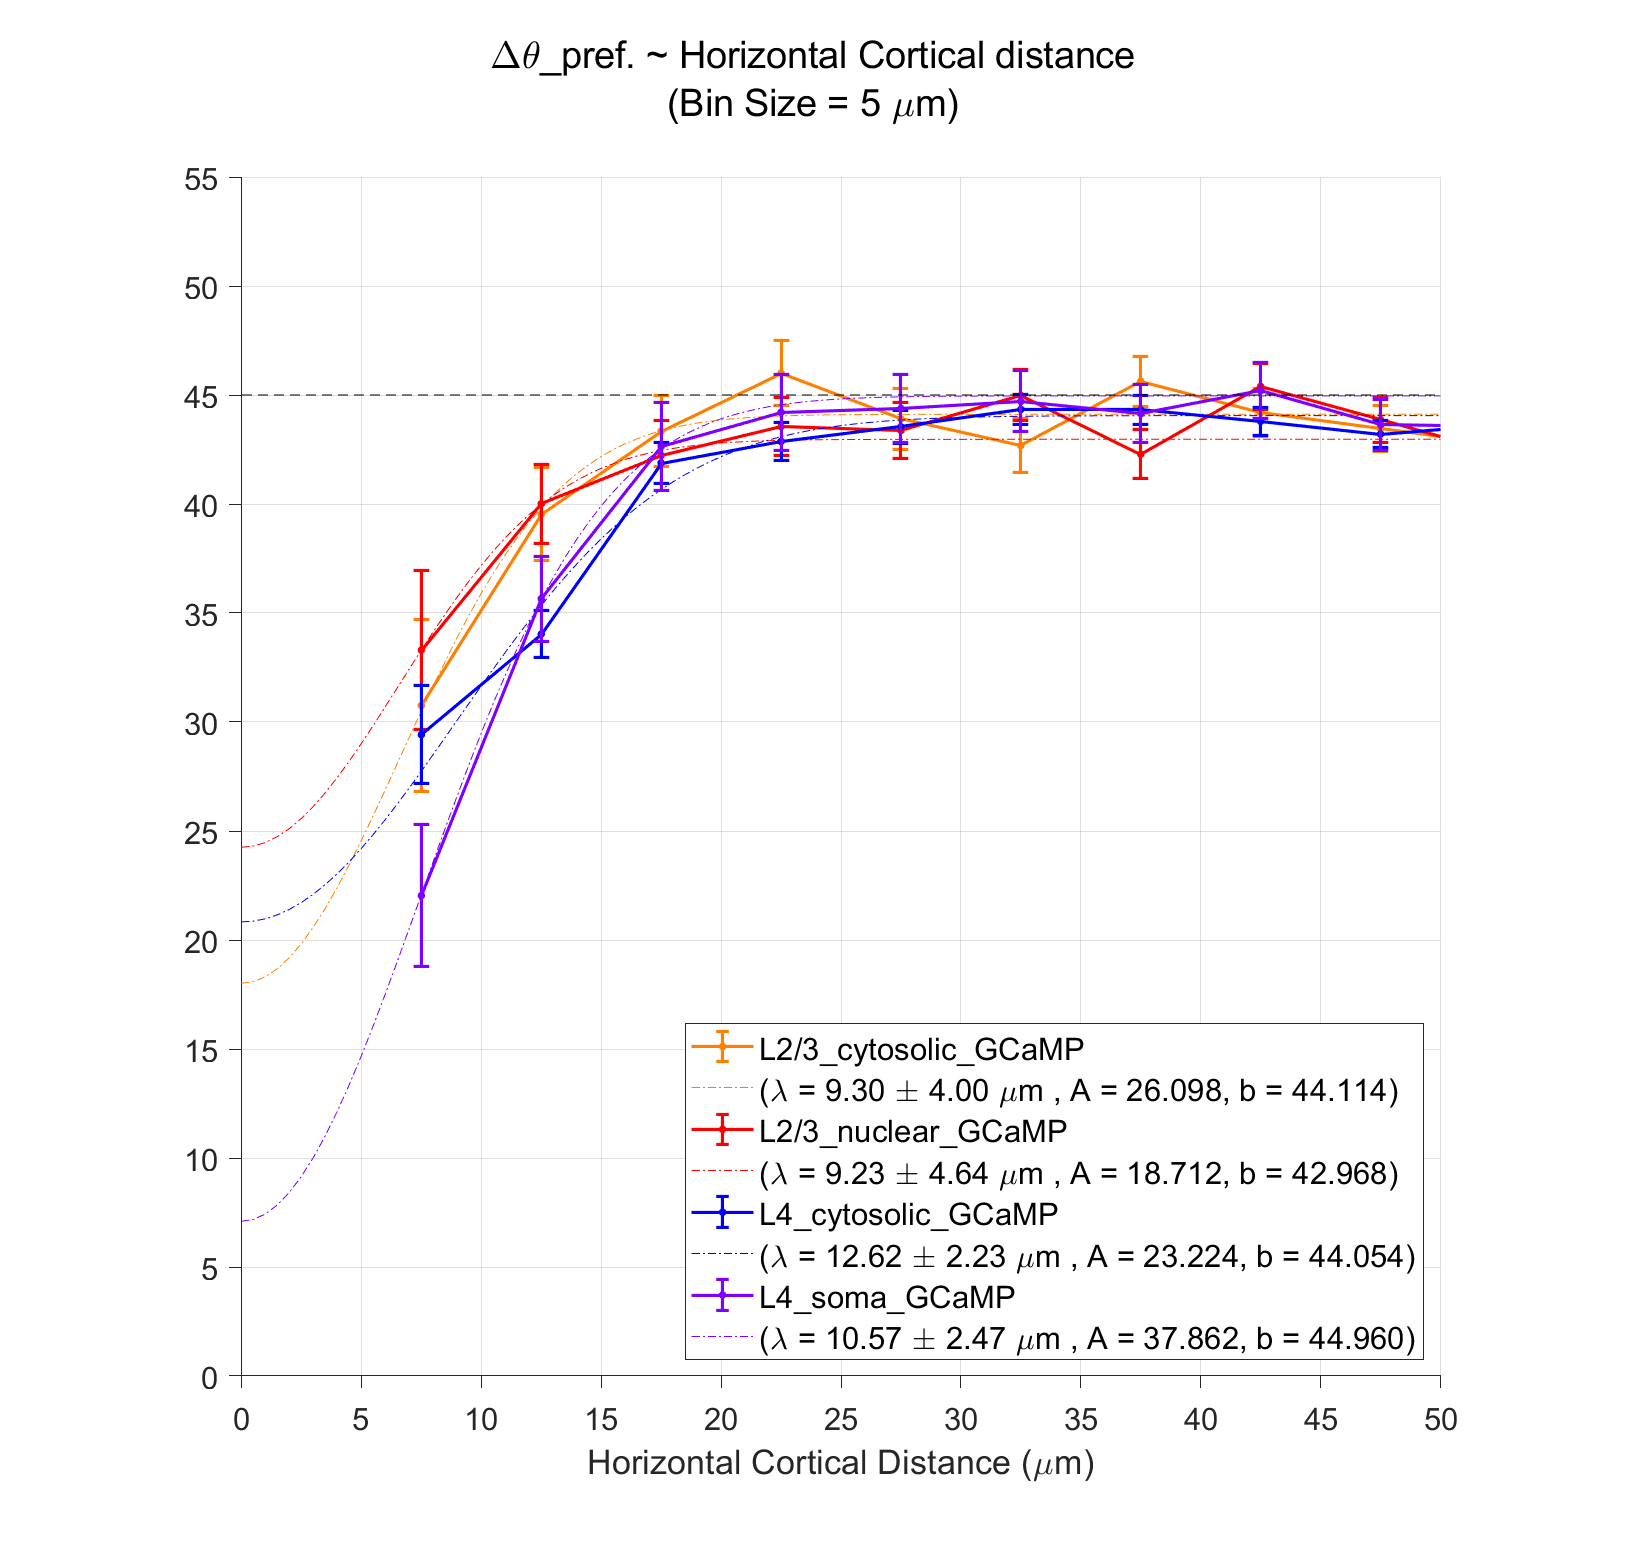 Δθ_pref. ~ Horizontal Cortical distance
(Bin Size = 5 μm)
55
50
45
40
35
30
25
20
15
10
5
0
L2/3_cytosolic_GCaMP
(λ = 9.30 ± 4.00 μm , A = 26.098, b = 44.114)
L2/3_nuclear_GCaMP
(λ = 9.23 ± 4.64 μm , A = 18.712, b = 42.968)
L4_cytosolic_GCaMP
(λ = 12.62 ± 2.23 μm , A = 23.224, b = 44.054)
L4_soma_GCaMP
(λ = 10.57 ± 2.47 μm , A = 37.862, b = 44.960)
0 5 10 15 20 25 30 35 40 45 50
Horizontal Cortical Distance (μm)